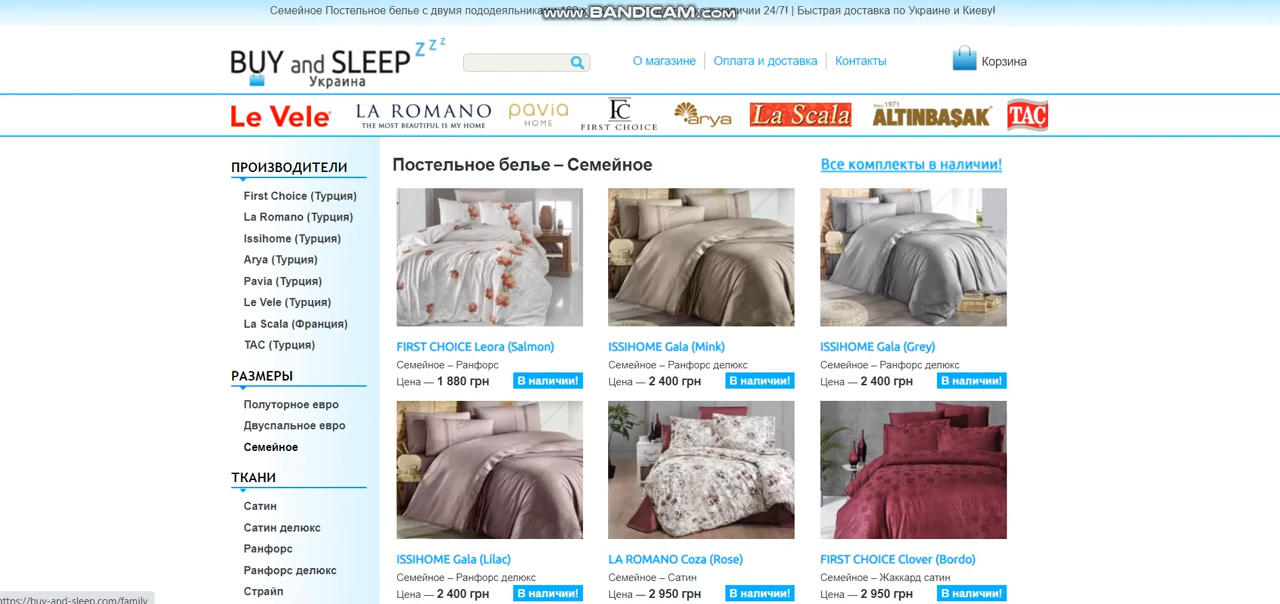 Семейное Постельное белье с двумя пододеяльниками
www.BANDICAM.com
наличии 24/7! | Быстрая доставка по Украине и Киеву!
BUY and SLEEP zzz
Украина
О магазине
Оплата и доставка
Контакты
Корзина
Le Vele
LA ROMANO
THE MOST BEAUTIFUL IS MY HOME
pavia
HOME
FC
FIRST CHOICE
arya
La Scala
Since 1971
ALTINBAŞAK
TAÇ
ПРОИЗВОДИТЕЛИ
First Choice (Турция)
La Romano (Турция)
Issihome (Турция)
Arya (Турция)
Pavia (Турция)
Le Vele (Турция)
La Scala (Франция)
TAC (Турция)
РАЗМЕРЫ
Полуторное евро
Двуспальное евро
Семейное
ТКАНИ
Сатин
Сатин делюкс
Ранфорс
Ранфорс делюкс
Страйп
Постельное белье – Семейное
Все комплекты в наличии!
FIRST CHOICE Leora (Salmon)
Семейное – Ранфорс
Цена — 1 880 грн
В наличии!
ISSIHOME Gala (Mink)
Семейное – Ранфорс делюкс
Цена — 2 400 грн
В наличии!
ISSIHOME Gala (Grey)
Семейное – Ранфорс делюкс
Цена — 2 400 грн
В наличии!
ISSIHOME Gala (Lilac)
Семейное – Ранфорс делюкс
Цена — 2 400 грн
В наличии!
LA ROMANO Coza (Rose)
Семейное – Сатин
Цена — 2 950 грн
В наличии!
FIRST CHOICE Clover (Bordo)
Семейное – Жаккард сатин
Цена — 2 950 грн
В наличии!
https://buy-and-sleep.com/family